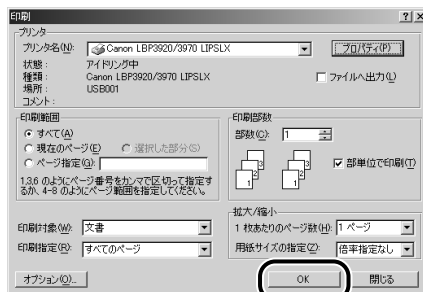 印刷
プリンタ
プリンタ名(N): Canon LBP3920/3970 LIPSLX プロパティ(P)
状態: アイドリング中
種類: Canon LBP3920/3970 LIPSLX ファイルへ出力(L)
場所: USB001
コメント:
印刷範囲
すべて(A)
現在のページ(E) 選択した部分(S)
ページ指定(G):
1,3,6 のようにページ番号をカンマで区切って指定す
るか、4-8 のようにページ範囲を指定してください。
印刷部数
部数(C): 1
部単位で印刷(T)
印刷対象(W): 文書
印刷指定(R): すべてのページ
拡大/縮小
1 枚あたりのページ数(H): 1 ページ
用紙サイズの指定(Z): 倍率指定なし
オプション(O)... OK 閉じる